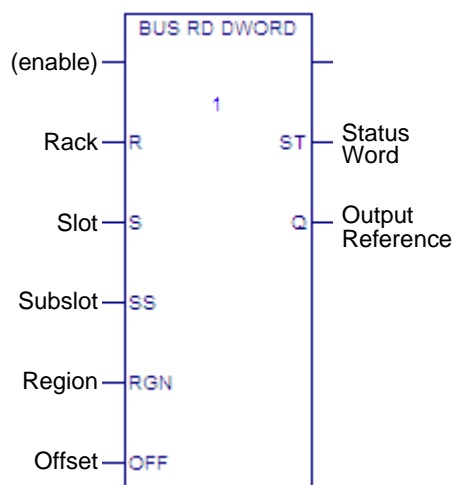 BUS RD DWORD
(enable)
1
Rack R ST Status
Word
Slot S Q Output
Reference
Subslot SS
Region RGN
Offset OFF